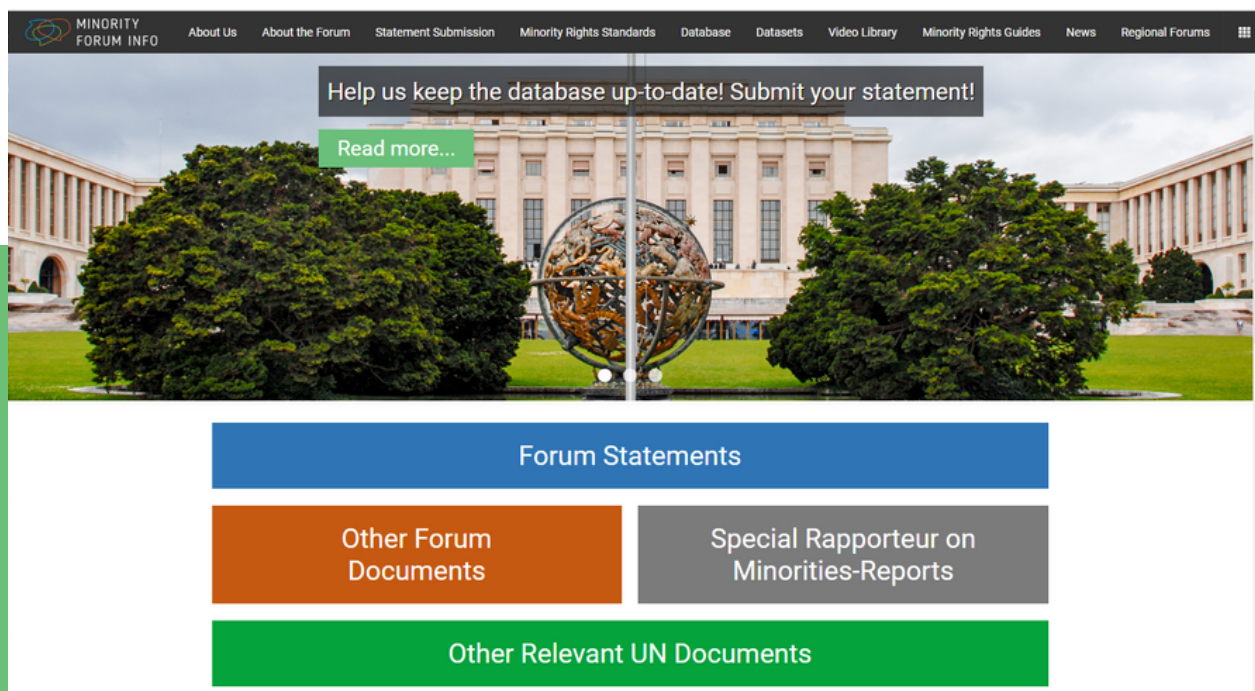 MINORITY
FORUM INFO
About Us About the Forum Statement Submission Minority Rights Standards Database Datasets Video Library Minority Rights Guides News Regional Forums
Help us keep the database up-to-date! Submit your statement!
Read more...
Forum Statements
Other Forum
Documents
Special Rapporteur on
Minorities-Reports
Other Relevant UN Documents